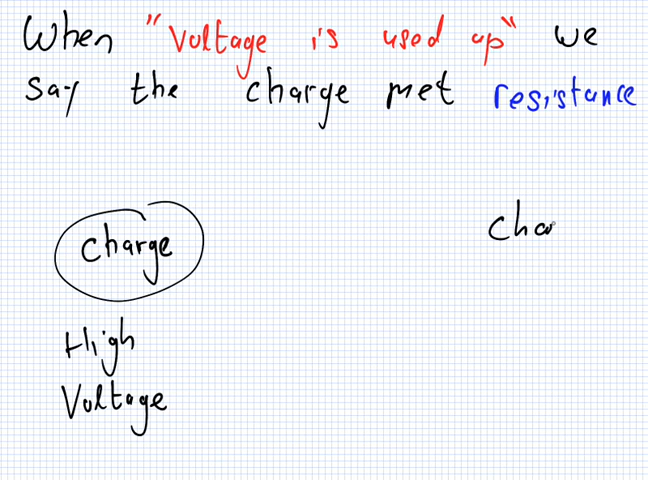 When "Voltage is used up" we
say the charge met resistance
charge
cha
High
Voltage